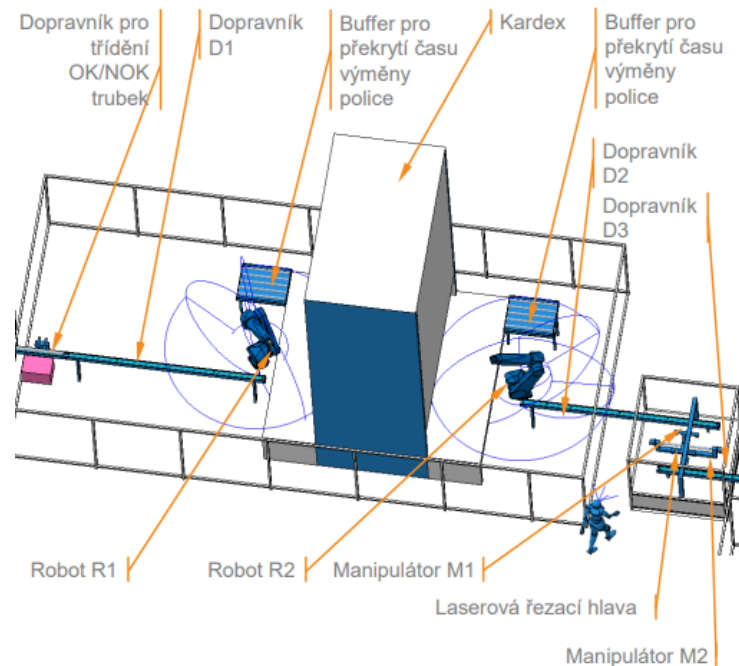 Dopravník pro
třídění
OK/NOK
trubek
Dopravník
D1
Buffer pro
překrytí času
výměny
police
Kardex
Buffer pro
překrytí času
výměny
police
Dopravník
D2
Dopravník
D3
Robot R1
Robot R2
Manipulátor M1
Laserová řezací hlava
Manipulátor M2